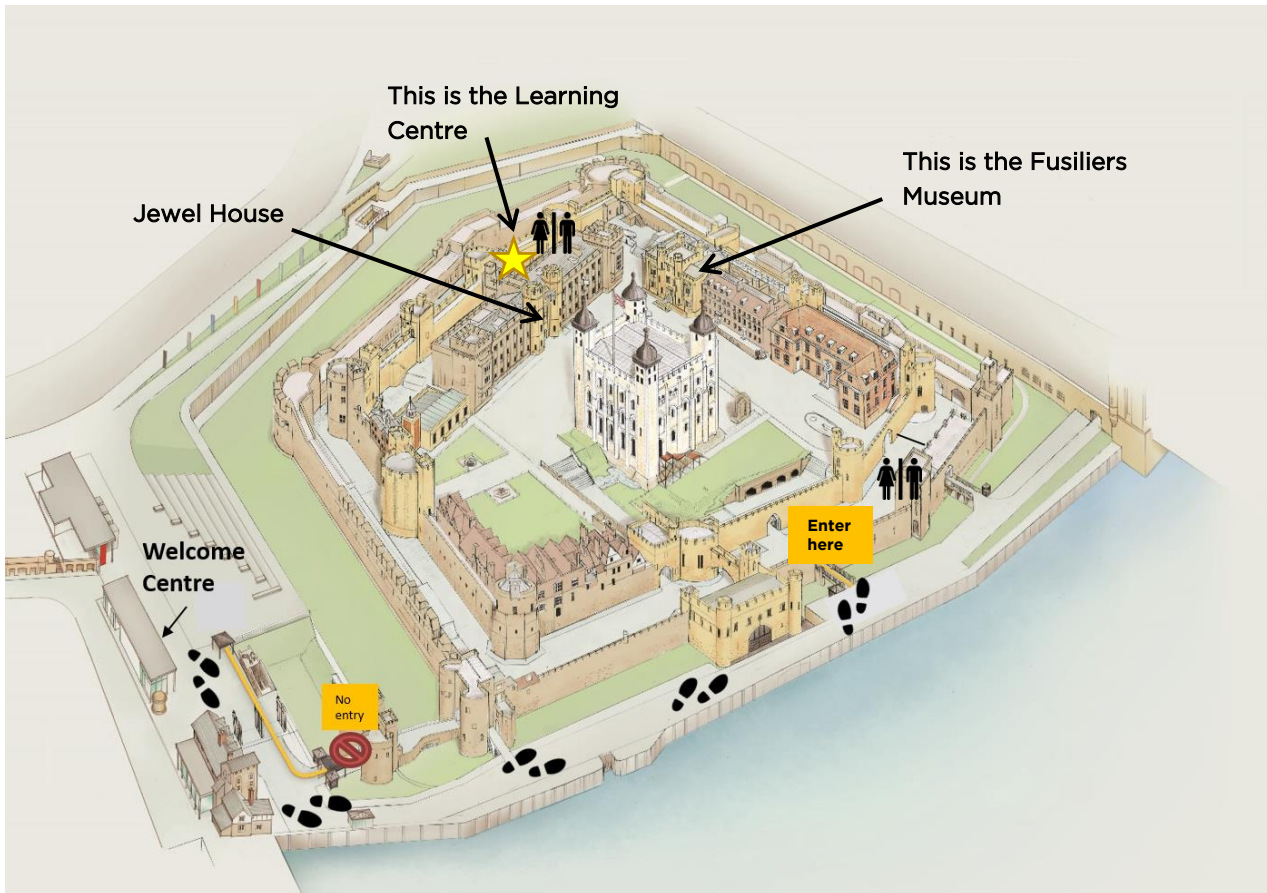 This is the Learning
Centre
This is the Fusiliers
Museum
Jewel House
Enter
here
Welcome
Centre
No
entry